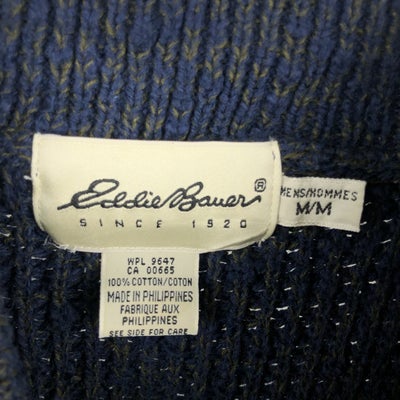 Eddie Bauer®
SINCE 1920
MENS/HOMMES
M/M
WPL 9647
CA 00665
100% COTTON/COTON
MADE IN PHILIPPINES
FABRIQUE AUX
PHILIPPINES
SEE SIDE FOR CARE